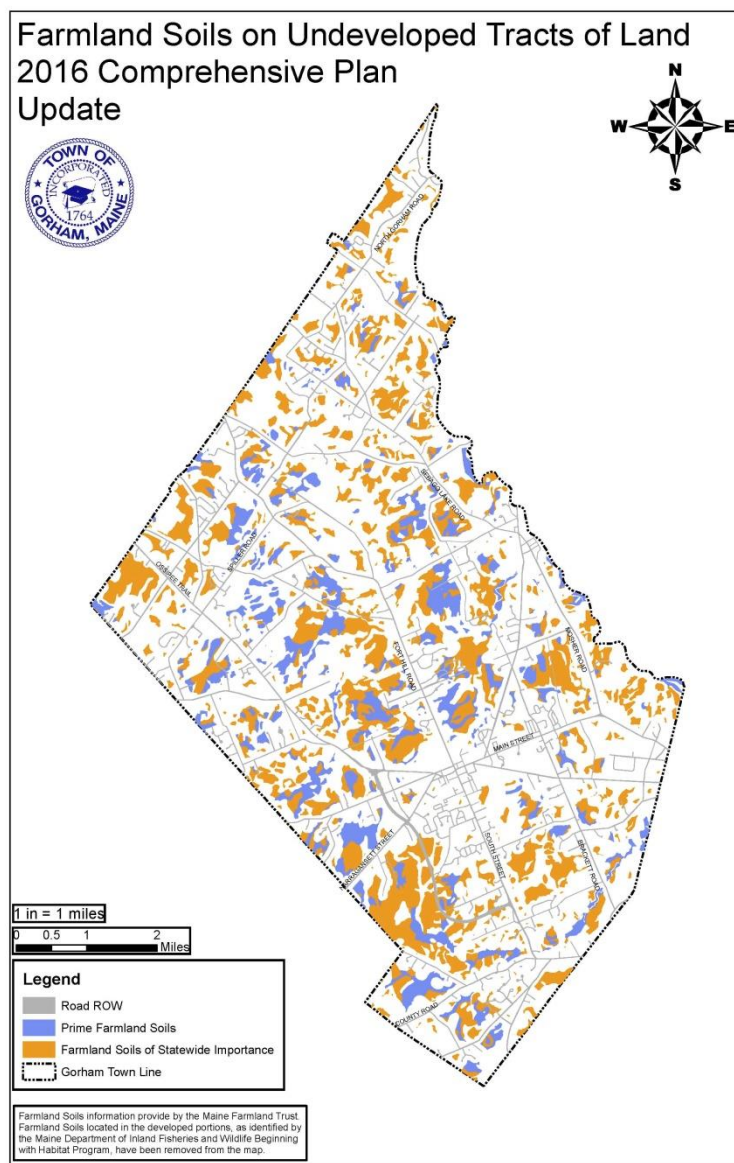 Farmland Soils on Undeveloped Tracts of Land
2016 Comprehensive Plan
Update
N
W E
S
TOWN OF
INCORPORATED
1764
GORHAM, MAINE
NORTH GORHAM ROAD
SEBAGO LAKE ROAD
SPILLER ROAD
OSSIPEE TRAIL
FORT HILL ROAD
MOSHER ROAD
MAIN STREET
NARRAGANSETT STREET
SOUTH STREET
BRACKETT ROAD
COUNTY ROAD
1 in = 1 miles
0 0.5 1 2
Miles
Legend
Road ROW
Prime Farmland Soils
Farmland Soils of Statewide Importance
Gorham Town Line
Farmland Soils information provide by the Maine Farmland Trust.
Farmland Soils located in the developed portions, as identified by
the Maine Department of Inland Fisheries and Wildlife Beginning
with Habitat Program, have been removed from the map.